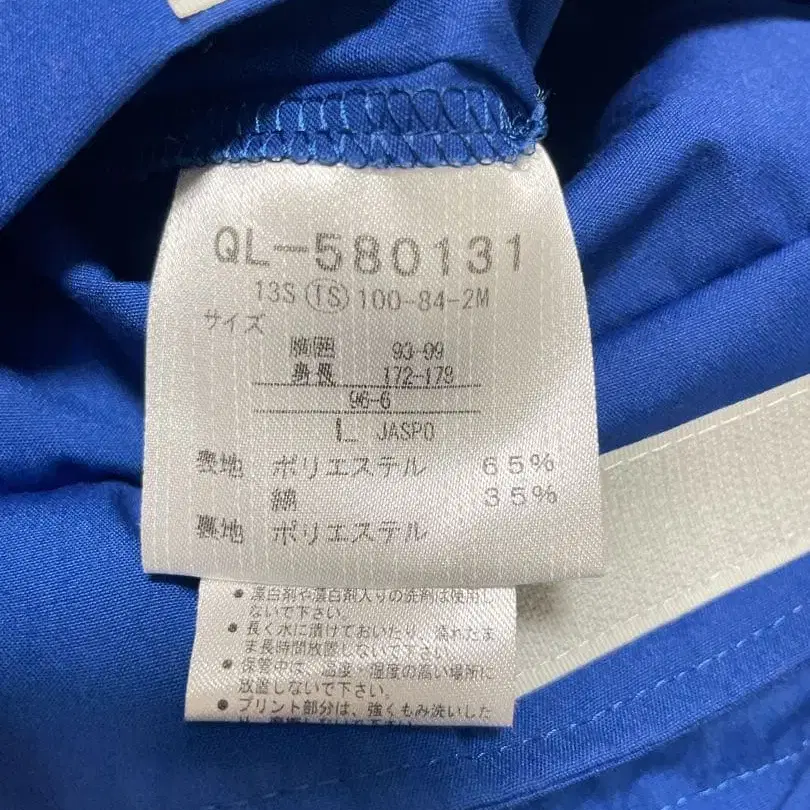 QL-580131
13S (TS) 100-84-2M
サイズ
胸囲 93-99
身長 172-178
96-6
L JASPO
表地 ポリエステル 65%
綿 35%
裏地 ポリエステル
● 漂白剤や漂白剤入りの洗剤は使用し
ないで下さい。
● 長く水に漬けておいたり、濡れたま
ま長時間放置しないで下さい。
● 保管中は、温度・湿度の高い場所に
放置しないで下さい。
● プリント部分は、強くもみ洗いした